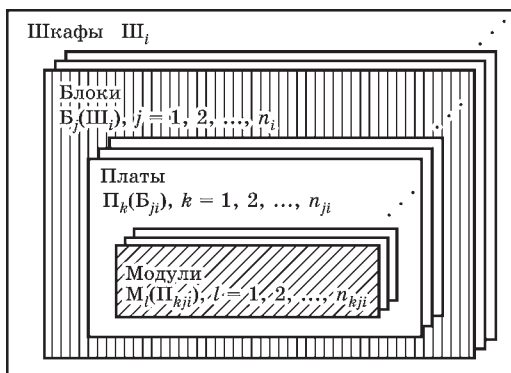 Шкафы Ш_i
Блоки
Б_j(Ш_i), j = 1, 2, ..., n_i
Платы
П_k(Б_ji), k = 1, 2, ..., n_ji
Модули
М_l(П_kji), l = 1, 2, ..., n_kji